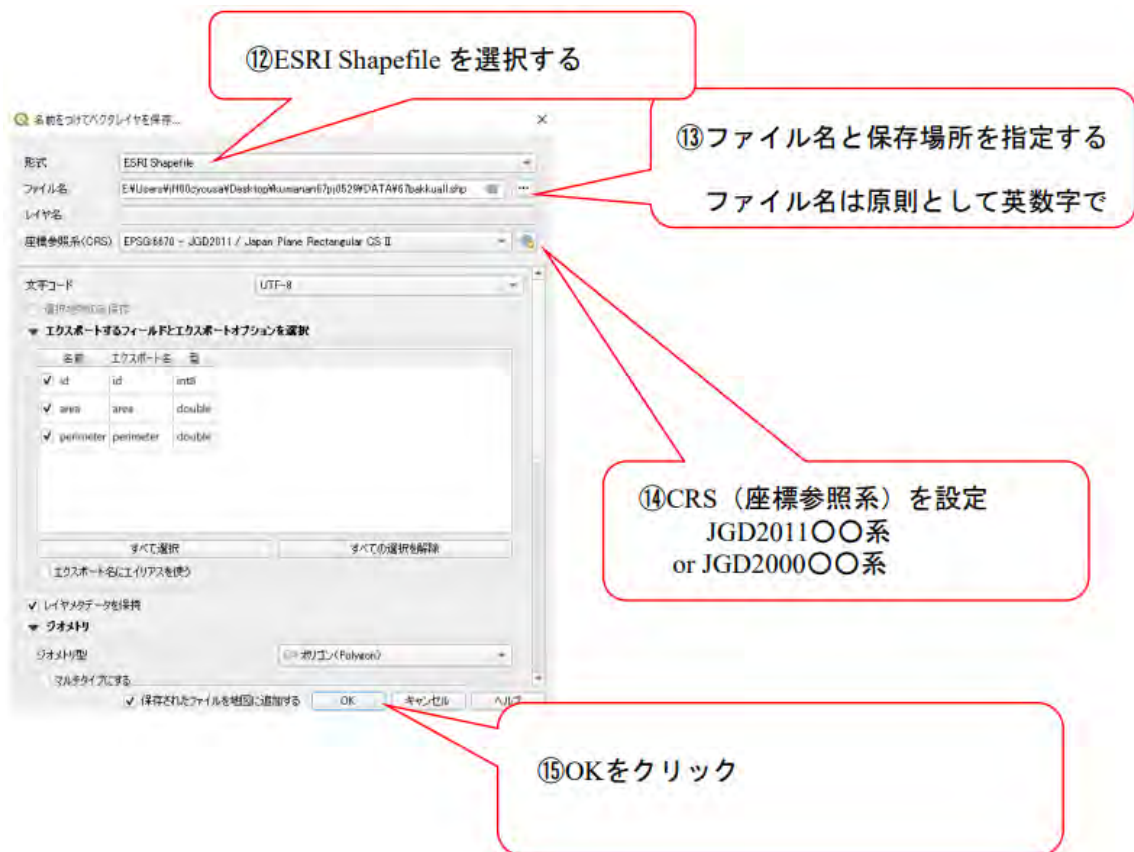 ⑫ESRI Shapefile を選択する
名前をつけてベクタレイヤを保存...
⑬ファイル名と保存場所を指定する
ファイル名は原則として英数字で
形式 ESRI Shapefile
ファイル名
レイヤ名
座標参照系(CRS) EPSG:6670 - JGD2011 / Japan Plane Rectangular CS II
文字コード UTF-8
▼ エクスポートするフィールドとエクスポートオプションを選択
名前 エクスポート名 型
id id int8
area area double
perimeter perimeter double
⑭CRS（座標参照系）を設定
JGD2011〇〇系
or JGD2000〇〇系
すべて選択 すべての選択を解除
エクスポート名にエイリアスを使う
レイヤメタデータを保持
▼ ジオメトリ
ジオメトリ型 ポリゴン(Polygon)
マルチタイプにする
保存されたファイルを地図に追加する OK キャンセル ヘルプ
⑮OKをクリック